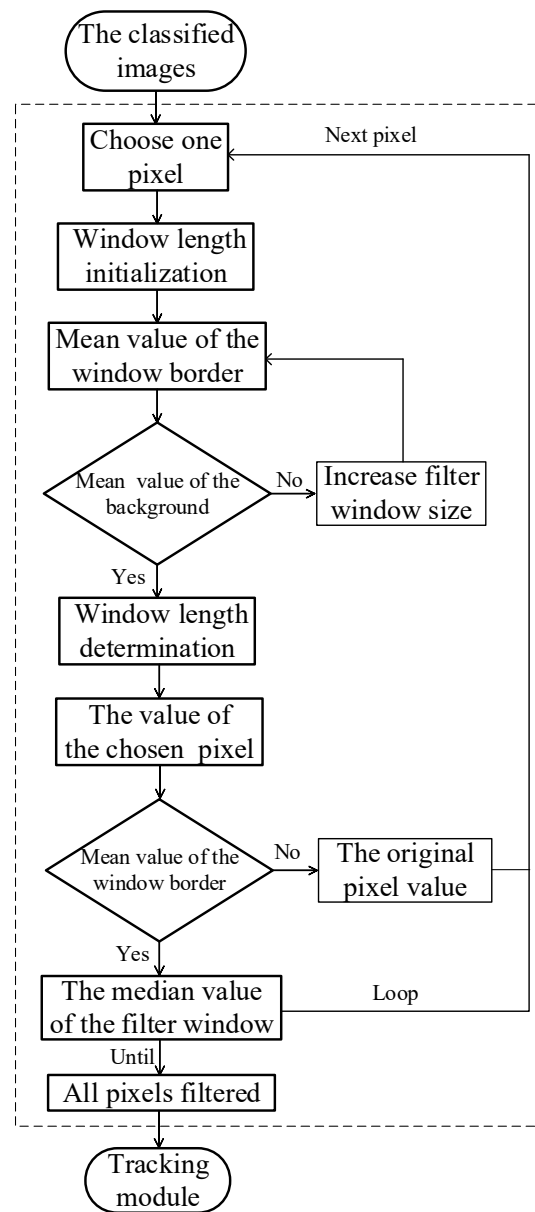 The classified
images
Choose one
pixel
Next pixel
Window length
initialization
Mean value of the
window border
Mean value of the
background
No
Increase filter
window size
Yes
Window length
determination
The value of
the chosen pixel
Mean value of the
window border
No
The original
pixel value
Yes
The median value
of the filter window
Loop
Until
All pixels filtered
Tracking
module